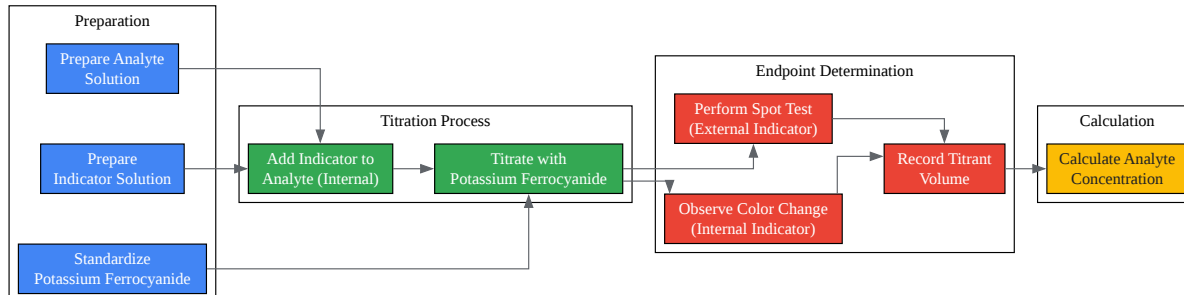 Preparation
Prepare Analyte
Solution
Prepare
Indicator Solution
Standardize
Potassium Ferrocyanide
Titration Process
Add Indicator to
Analyte (Internal)
Titrate with
Potassium Ferrocyanide
Endpoint Determination
Perform Spot Test
(External Indicator)
Observe Color Change
(Internal Indicator)
Record Titrant
Volume
Calculation
Calculate Analyte
Concentration